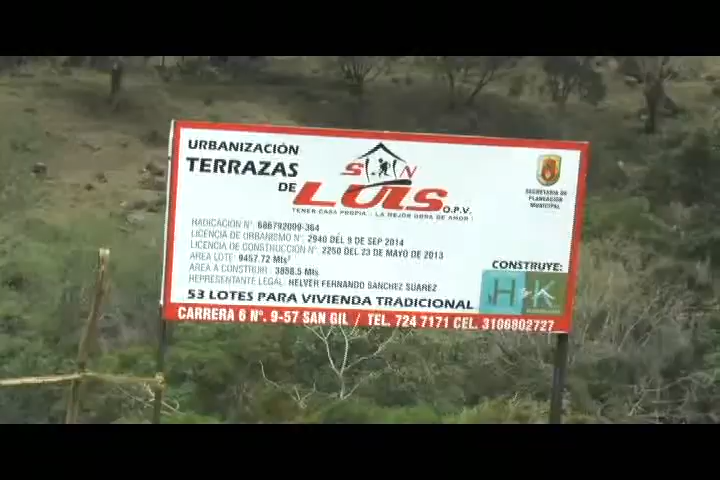 URBANIZACIÓN
TERRAZAS
DE
SAN
LUIS O.P.V.
TENER CASA PROPIA... LA MEJOR OBRA DE AMOR!
SECRETARIA DE
PLANEACIÓN
MUNICIPAL
RADICACIÓN N°. 686792009-364
LICENCIA DE URBANISMO N°. 2940 DEL 9 DE SEP 2014
LICENCIA DE CONSTRUCCIÓN N°. 2250 DEL 23 DE MAYO DE 2013
AREA LOTE: 9457.72 Mts²
AREA A CONSTRUIR: 3858.5 Mts
REPRESENTANTE LEGAL: HELVER FERNANDO SÁNCHEZ SUÁREZ
53 LOTES PARA VIVIENDA TRADICIONAL
CONSTRUYE:
H&K
CARRERA 6 N°. 9-57 SAN GIL / TEL. 724 7171 CEL. 3106802727